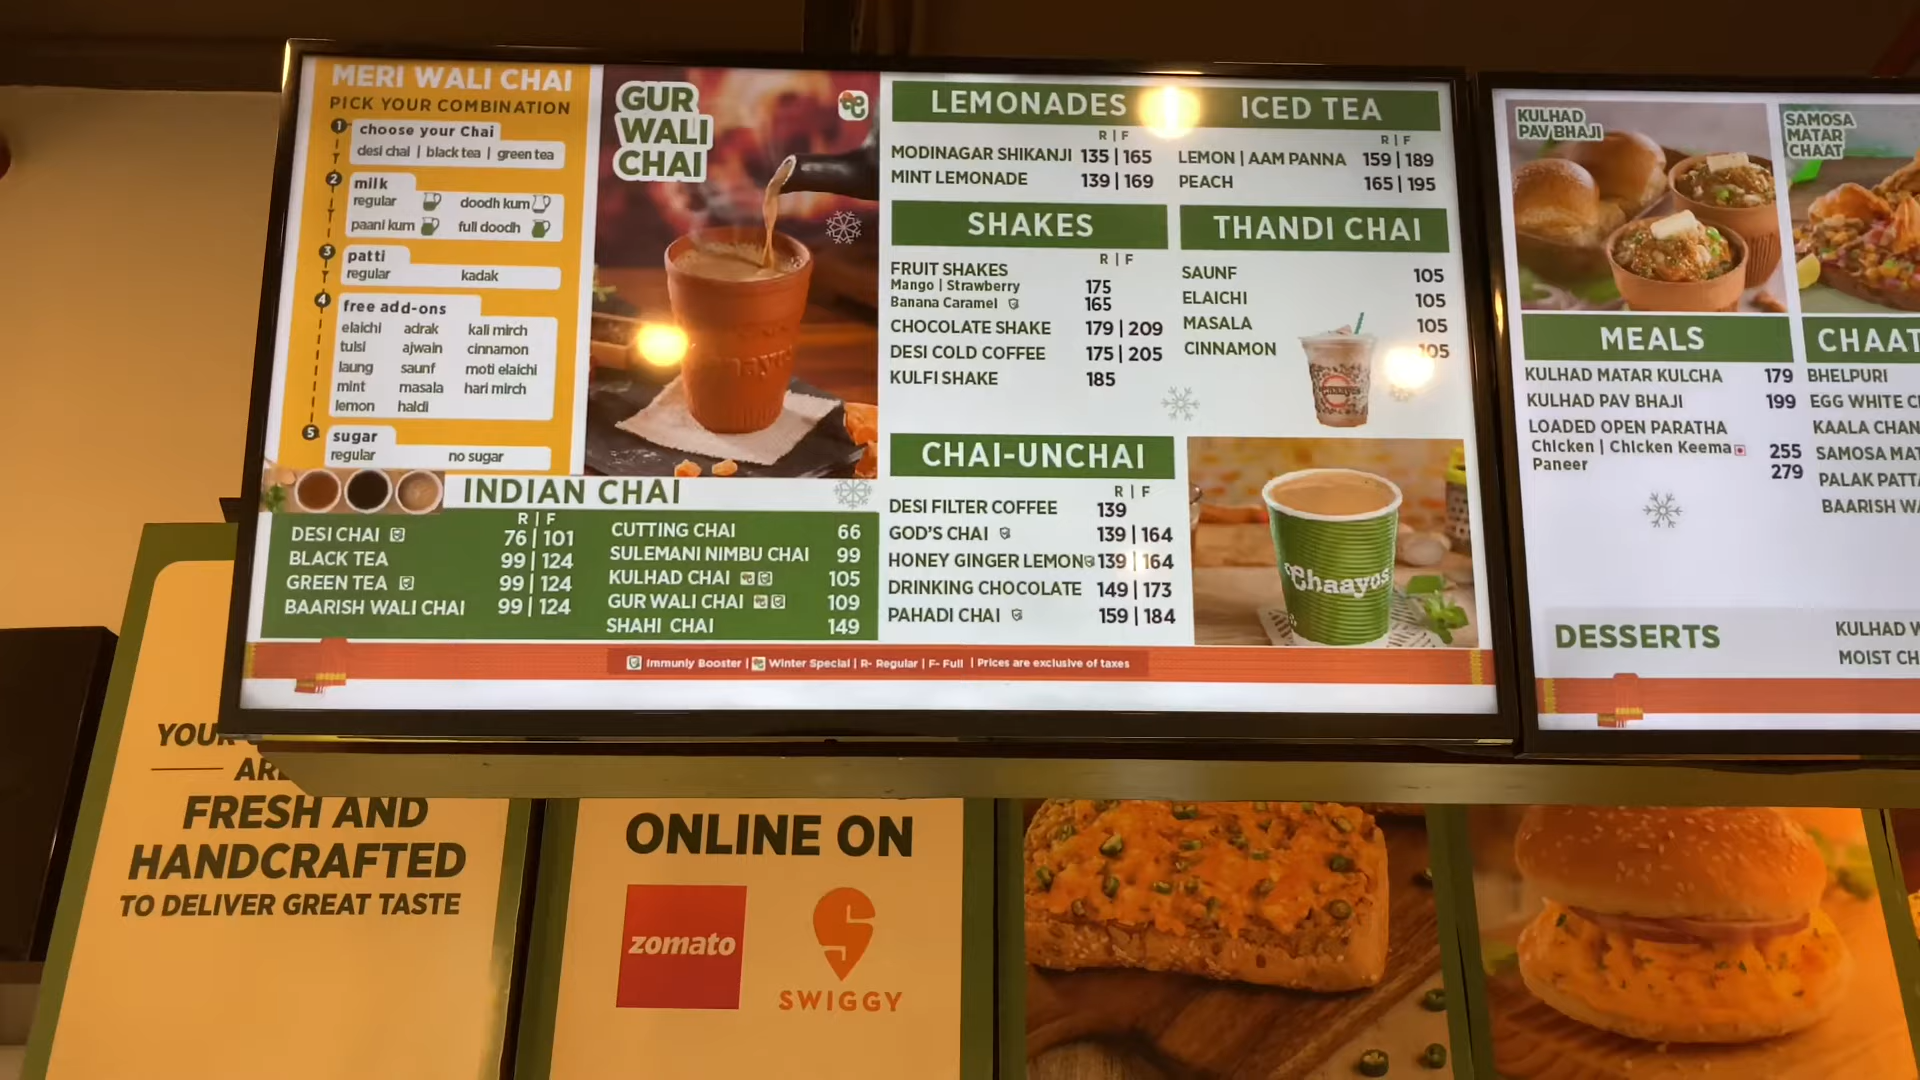 MERI WALI CHAI
PICK YOUR COMBINATION
1 choose your Chai
desi chai | black tea | green tea
2 milk
regular doodh kum
paani kum full doodh
3 patti
regular kadak
4 free add-ons
elaichi adrak kali mirch
tulsi ajwain cinnamon
laung saunf moti elaichi
mint masala hari mirch
lemon haldi
5 sugar
regular no sugar
GUR
WALI
CHAI
INDIAN CHAI
R | F
DESI CHAI 76 | 101
BLACK TEA 99 | 124
GREEN TEA 99 | 124
BAARISH WALI CHAI 99 | 124
CUTTING CHAI 66
SULEMANI NIMBU CHAI 99
KULHAD CHAI 105
GUR WALI CHAI 109
SHAHI CHAI 149
LEMONADES
R | F
MODINAGAR SHIKANJI 135 | 165
MINT LEMONADE 139 | 169
ICED TEA
R | F
LEMON | AAM PANNA 159 | 189
PEACH 165 | 195
SHAKES
R | F
FRUIT SHAKES
Mango | Strawberry 175
Banana Caramel 165
CHOCOLATE SHAKE 179 | 209
DESI COLD COFFEE 175 | 205
KULFI SHAKE 185
THANDI CHAI
SAUNF 105
ELAICHI 105
MASALA 105
CINNAMON 105
CHAI-UNCHAI
R | F
DESI FILTER COFFEE 139
GOD'S CHAI 139 | 164
HONEY GINGER LEMON 139 | 164
DRINKING CHOCOLATE 149 | 173
PAHADI CHAI 159 | 184
Chaayos
Immunity Booster | Winter Special | R- Regular | F- Full | Prices are exclusive of taxes
KULHAD
PAV BHAJI
SAMOSA
MATAR
CHAAT
MEALS
KULHAD MATAR KULCHA 179
KULHAD PAV BHAJI 199
LOADED OPEN PARATHA
Chicken | Chicken Keema 255
Paneer 279
CHAAT
BHELPURI
EGG WHITE
KAALA
PALAK
BAARISH
DESSERTS
KULHAD
MOIST
YOUR
FRESH AND
HANDCRAFTED
TO DELIVER GREAT TASTE
ONLINE ON
zomato
SWIGGY